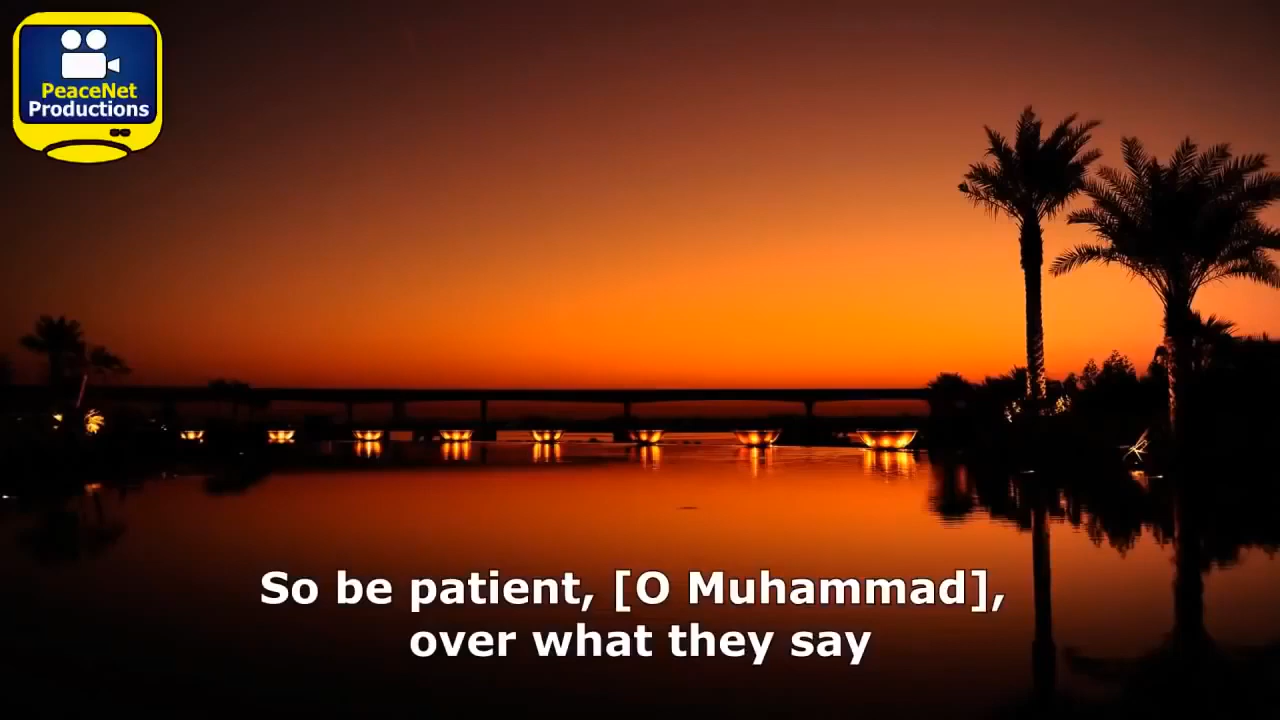 PeaceNet
Productions
So be patient, [O Muhammad],
over what they say